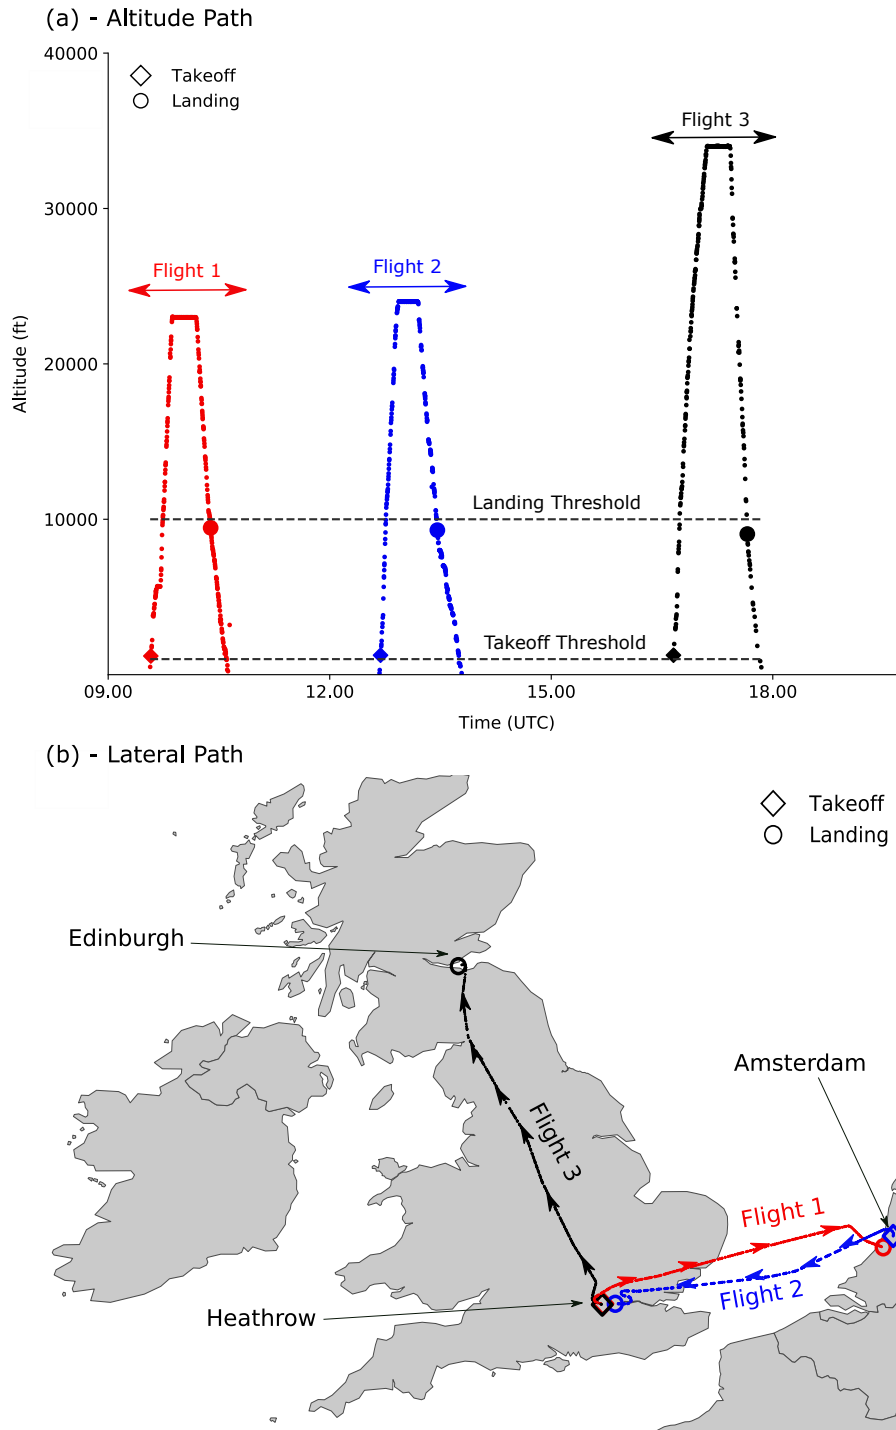 (a) - Altitude Path
40000
Takeoff
Landing
Flight 3
30000
Flight 1
Flight 2
Altitude (ft)
20000
Landing Threshold
10000
Takeoff Threshold
09.00
12.00
15.00
18.00
Time (UTC)
(b) - Lateral Path
Takeoff
Landing
Edinburgh
Amsterdam
Flight 3
Flight 1
Flight 2
Heathrow